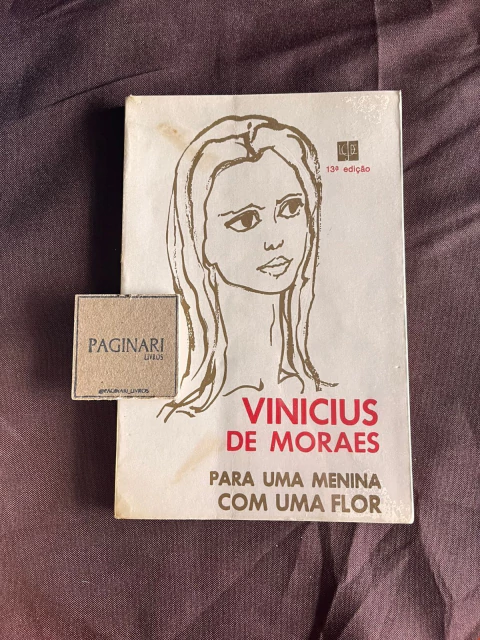 13ª edição
PAGINARI
LIVROS
@PAGINARI_LIVROS
VINICIUS
DE MORAES
PARA UMA MENINA
COM UMA FLOR